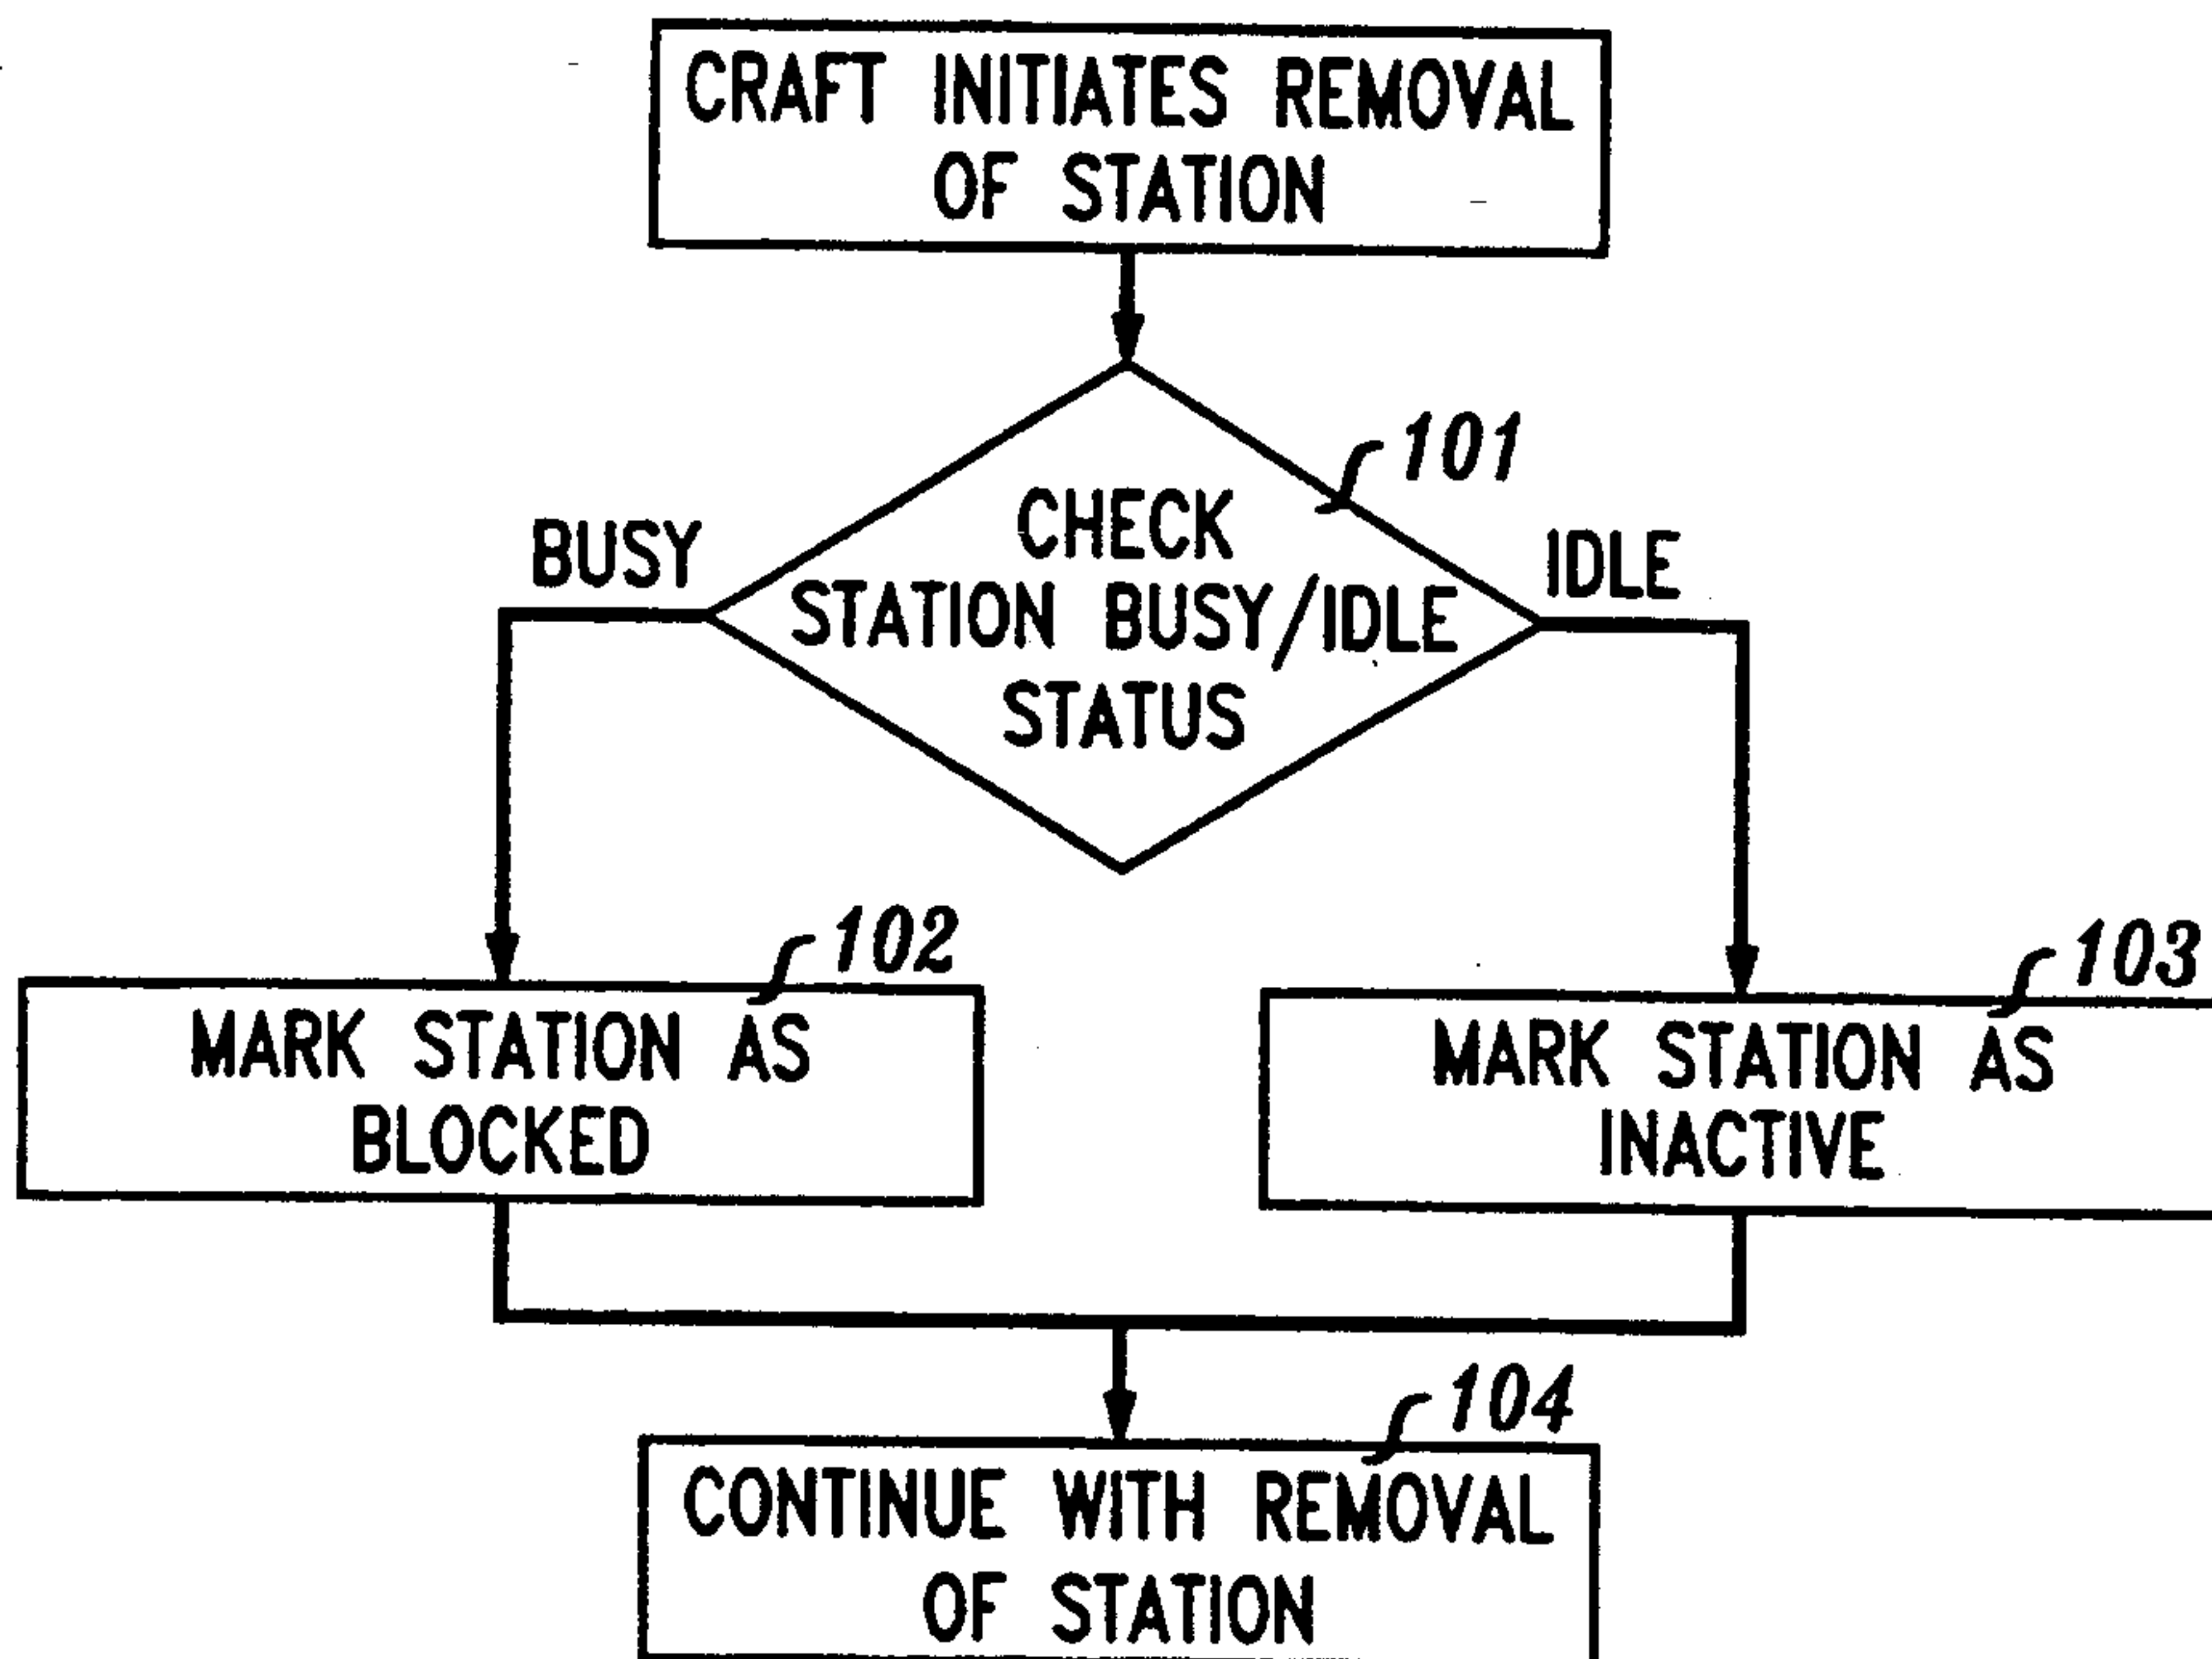 CRAFT INITIATES REMOVAL
OF STATION
101
CHECK
STATION BUSY/IDLE
STATUS
BUSY
IDLE
102
MARK STATION AS
BLOCKED
103
MARK STATION AS
INACTIVE
104
CONTINUE WITH REMOVAL
OF STATION